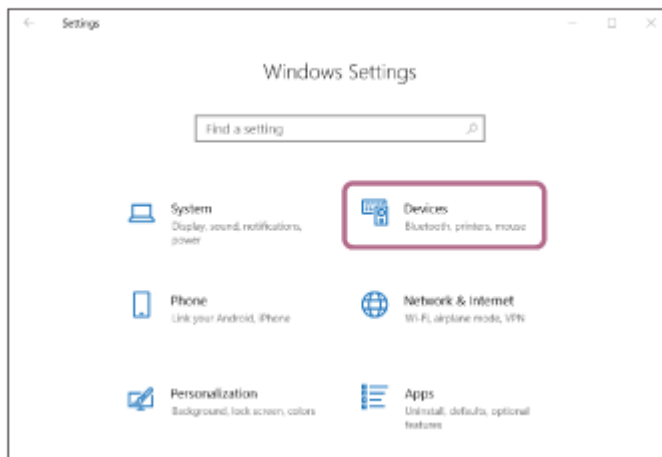 Settings
Windows Settings
Find a setting
System
Display, sound, notifications,
power
Devices
Bluetooth, printers, mouse
Phone
Link your Android, iPhone
Network & Internet
Wi-Fi, airplane mode, VPN
Personalization
Background, lock screen, colors
Apps
Uninstall, defaults, optional
features